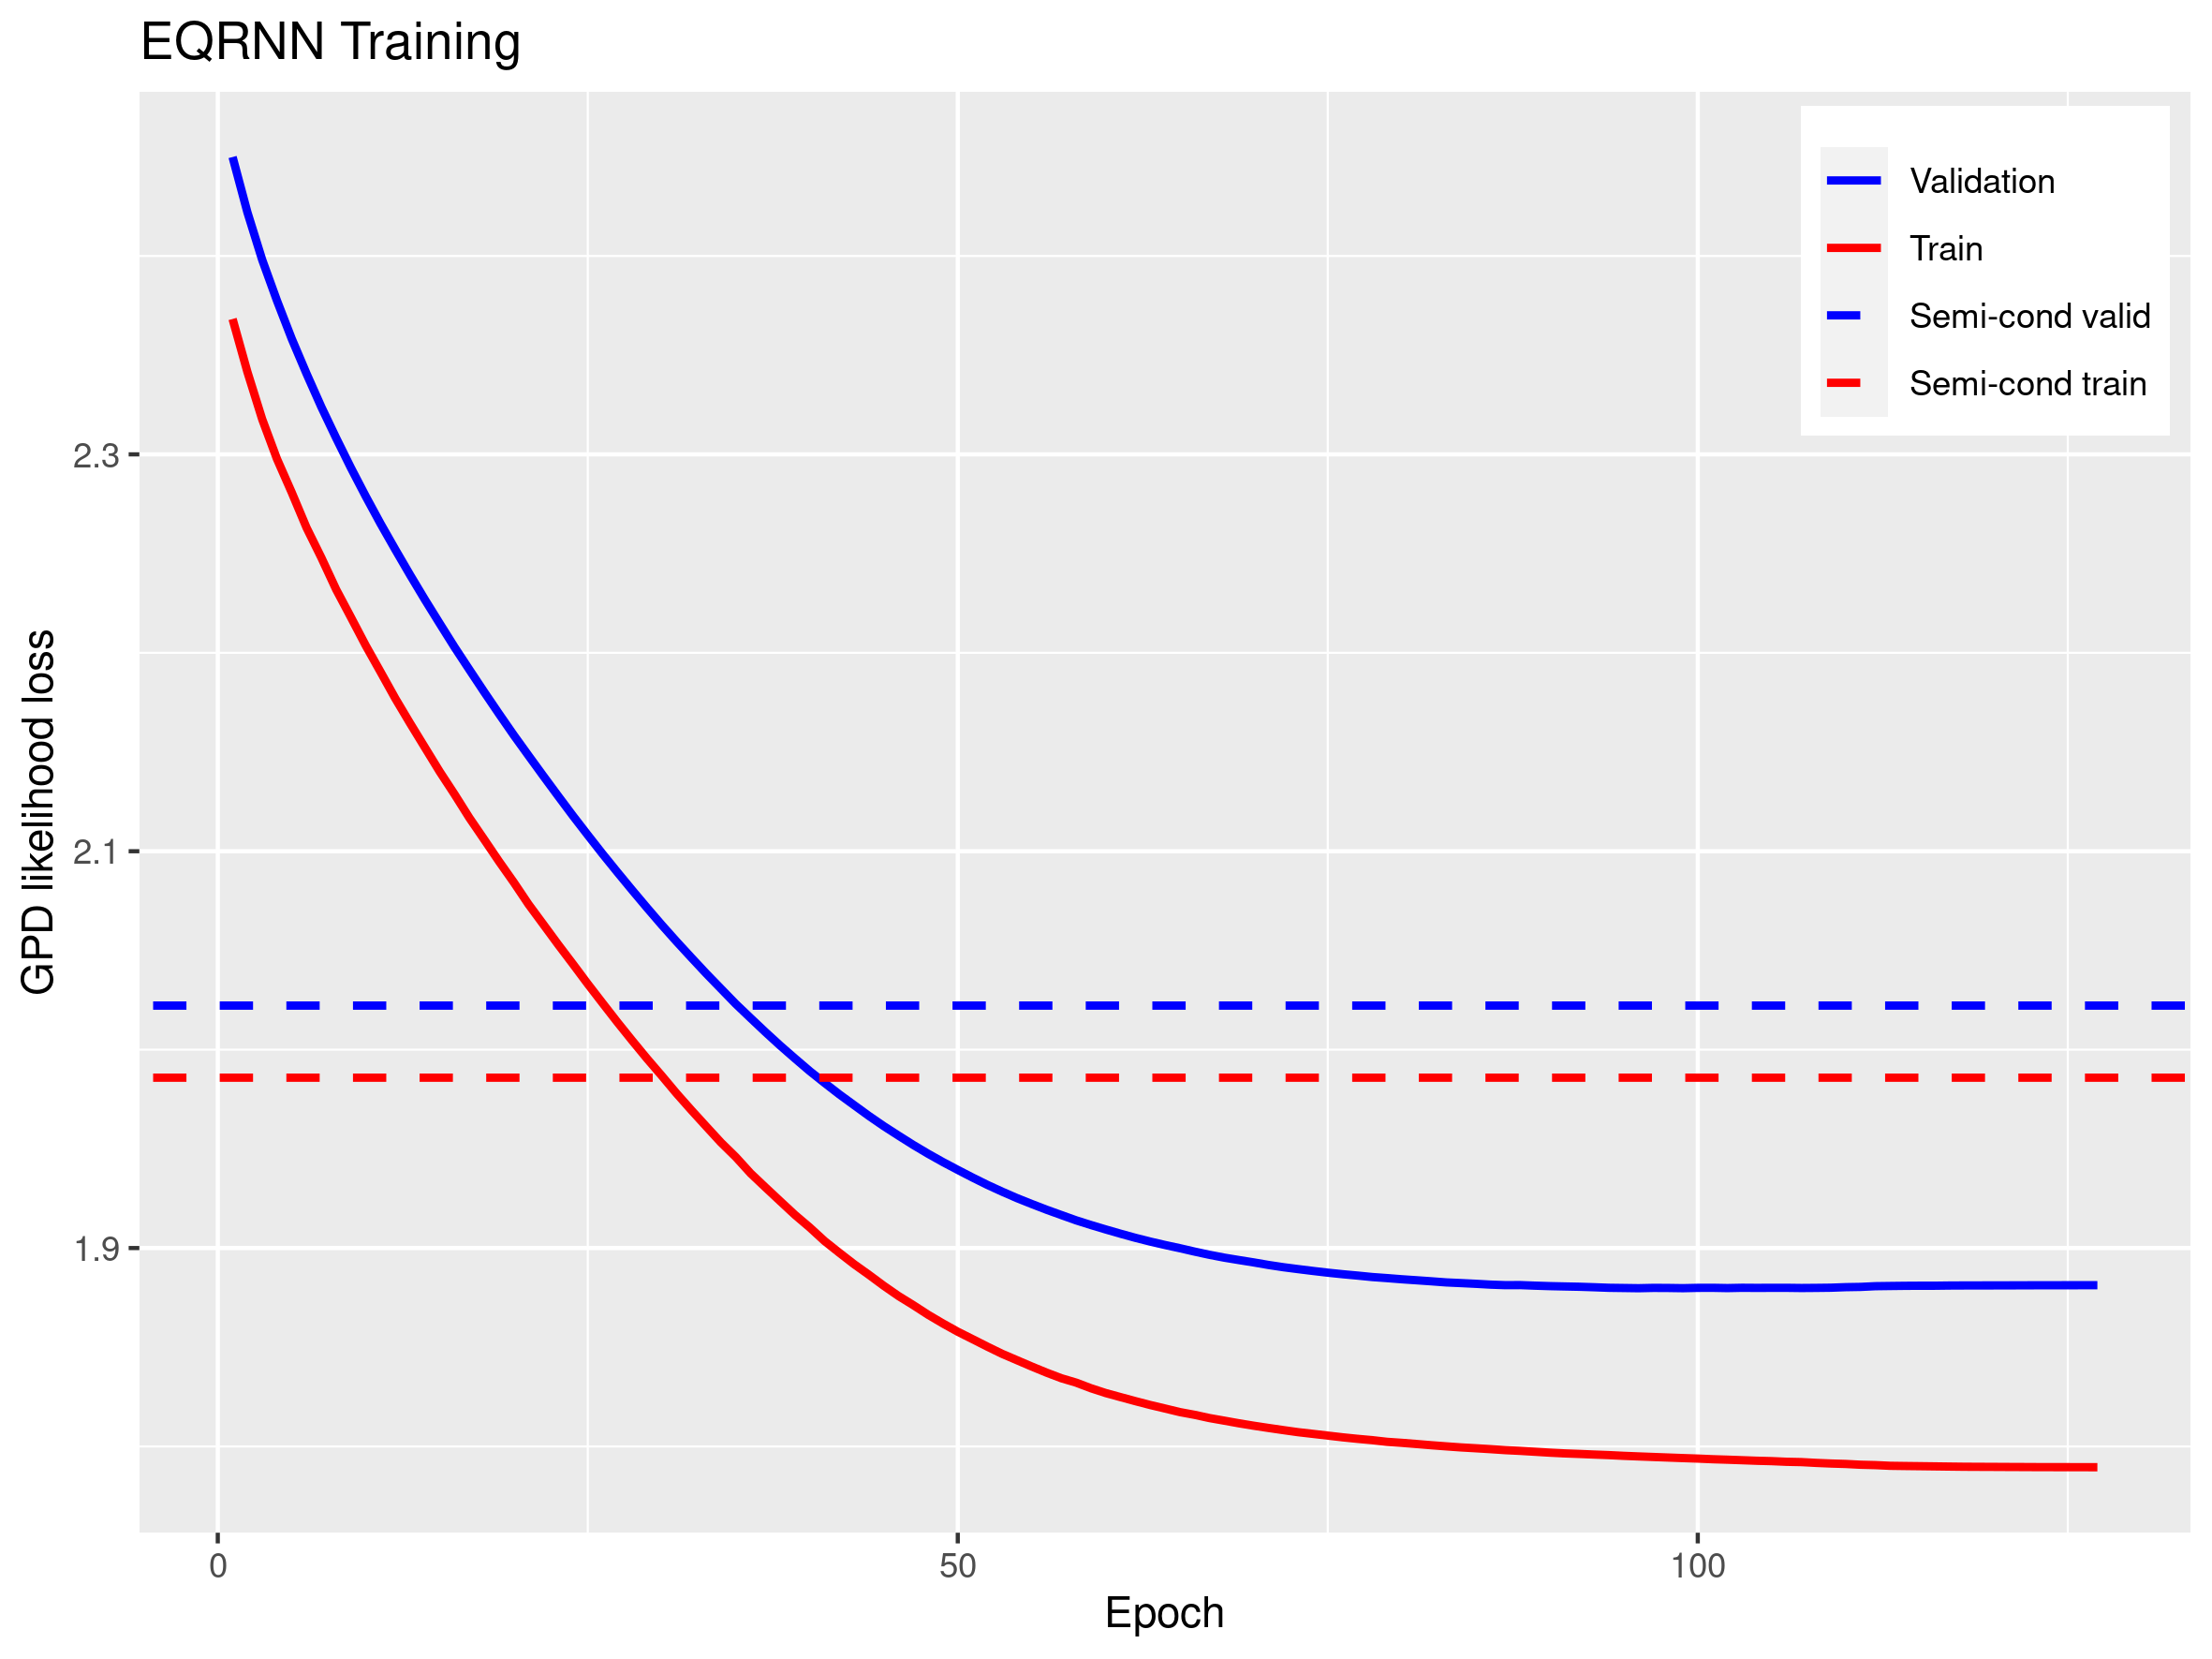 EQRNN Training
Validation
Train
Semi-cond valid
Semi-cond train
2.3
2.1
1.9
GPD likelihood loss
0 50 100
Epoch